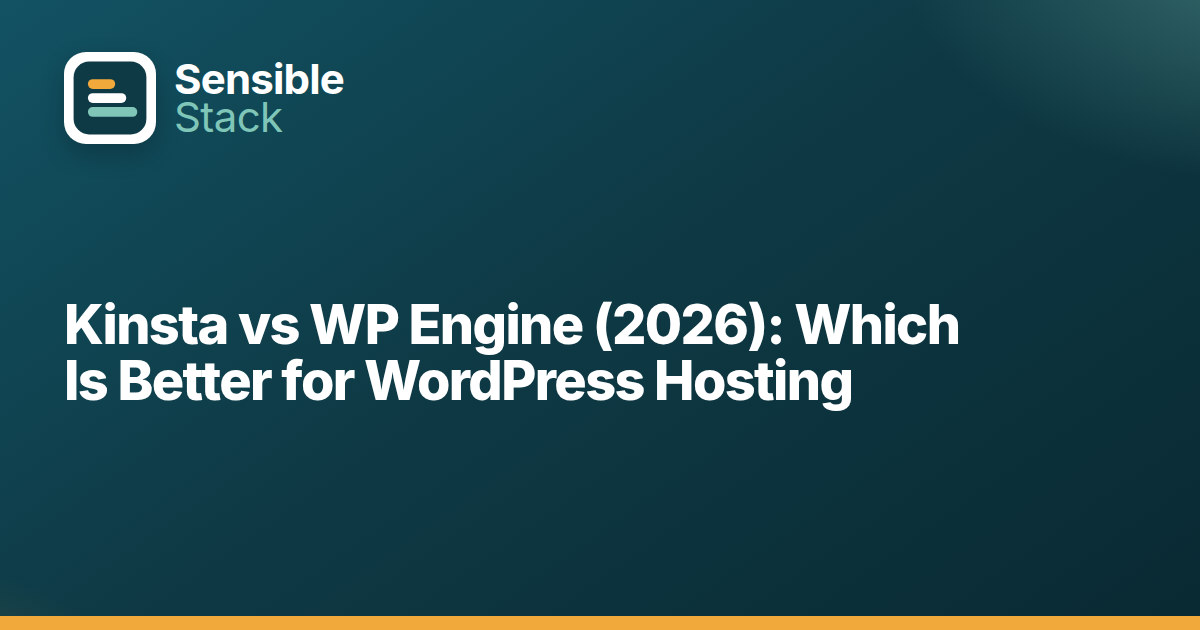 Sensible
Stack
Kinsta vs WP Engine (2026): Which
Is Better for WordPress Hosting